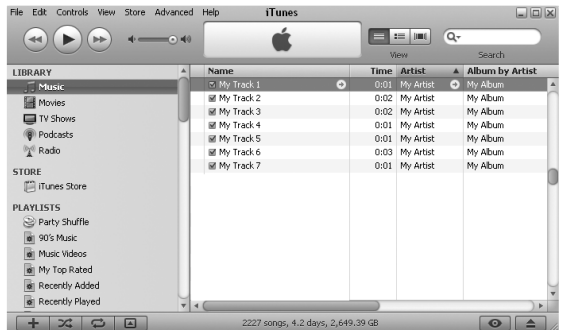 File Edit Controls View Store Advanced Help iTunes
View Search
LIBRARY
Music
Movies
TV Shows
Podcasts
Radio
STORE
iTunes Store
PLAYLISTS
Party Shuffle
90's Music
Music Videos
My Top Rated
Recently Added
Recently Played
Name Time Artist Album by Artist
My Track 1 0:01 My Artist My Album
My Track 2 0:02 My Artist My Album
My Track 3 0:02 My Artist My Album
My Track 4 0:01 My Artist My Album
My Track 5 0:01 My Artist My Album
My Track 6 0:03 My Artist My Album
My Track 7 0:01 My Artist My Album
2227 songs, 4.2 days, 2,649.39 GB